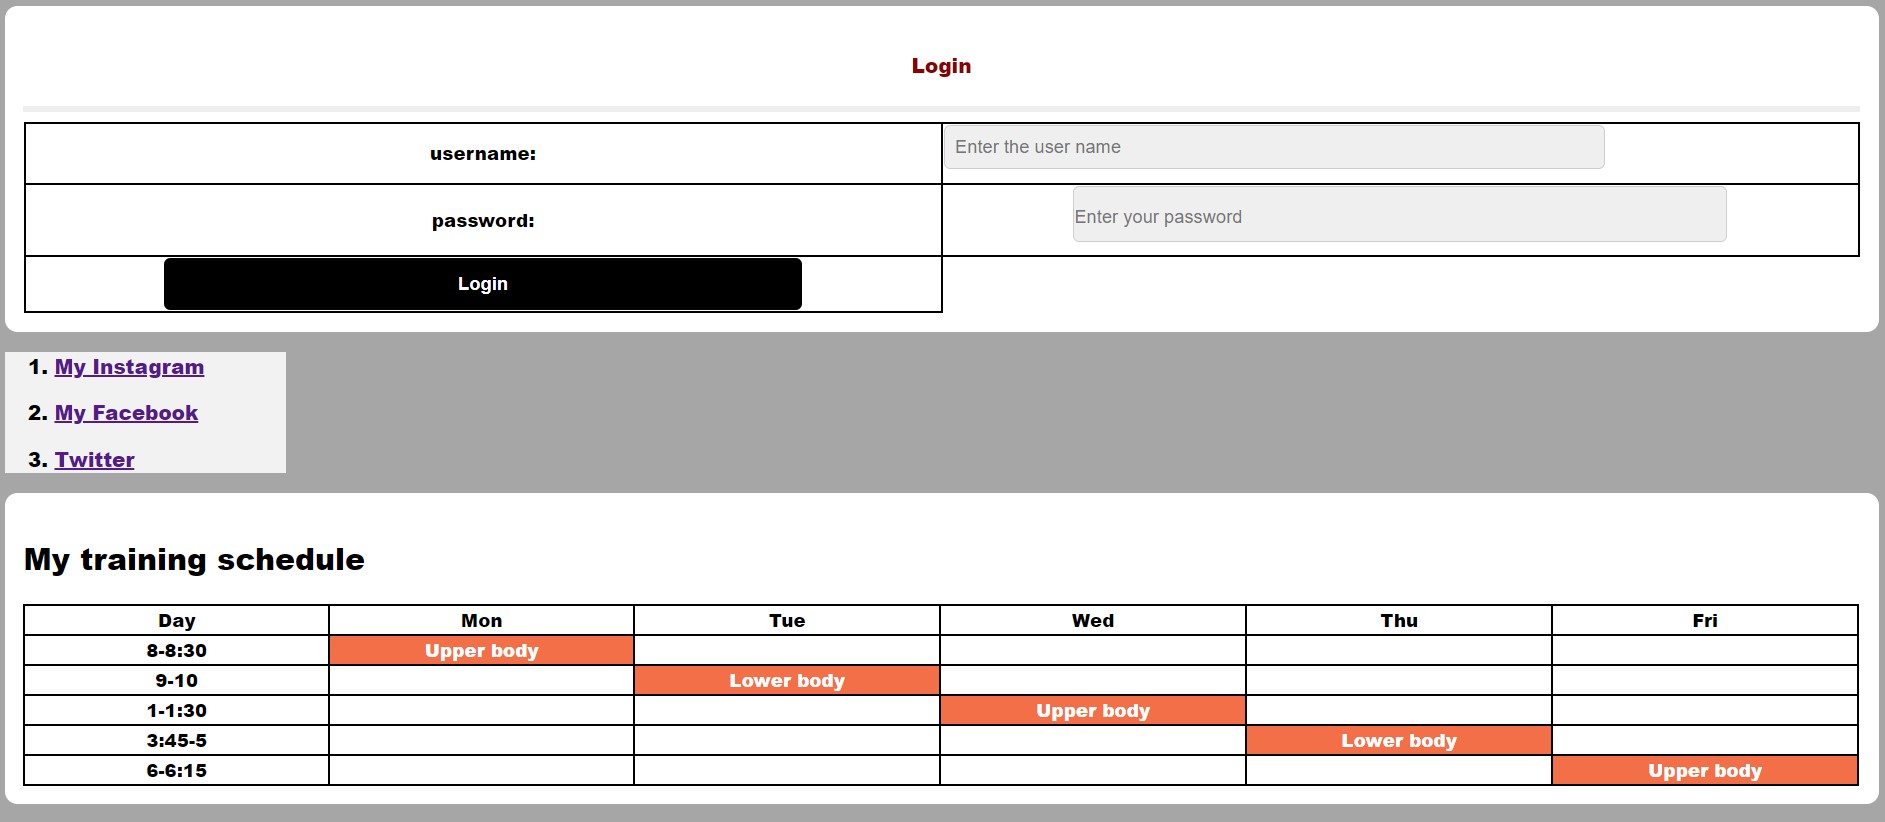 Login
username: Enter the user name
password: Enter your password
Login
1. My Instagram
2. My Facebook
3. Twitter
My training schedule
Day Mon Tue Wed Thu Fri
8-8:30 Upper body
9-10 Lower body
1-1:30 Upper body
3:45-5 Lower body
6-6:15 Upper body